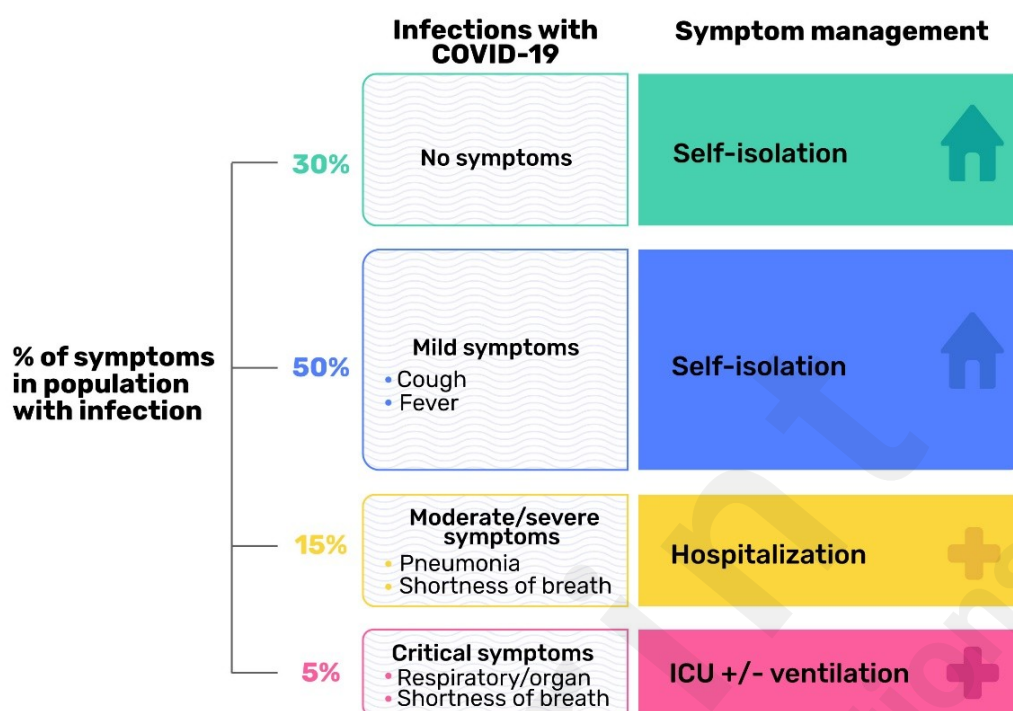 Infections with
COVID-19
Symptom management
30%
No symptoms
Self-isolation
% of symptoms
in population
with infection
50%
Mild symptoms
• Cough
• Fever
Self-isolation
15%
Moderate/severe
symptoms
• Pneumonia
• Shortness of breath
Hospitalization
5%
Critical symptoms
• Respiratory/organ
• Shortness of breath
ICU +/- ventilation